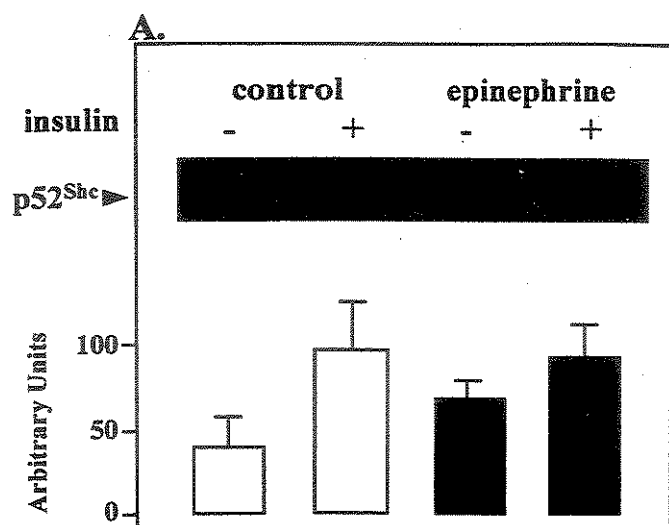 A.
control epinephrine
insulin - + - +
p52Shc
Arbitrary Units
100
50
0